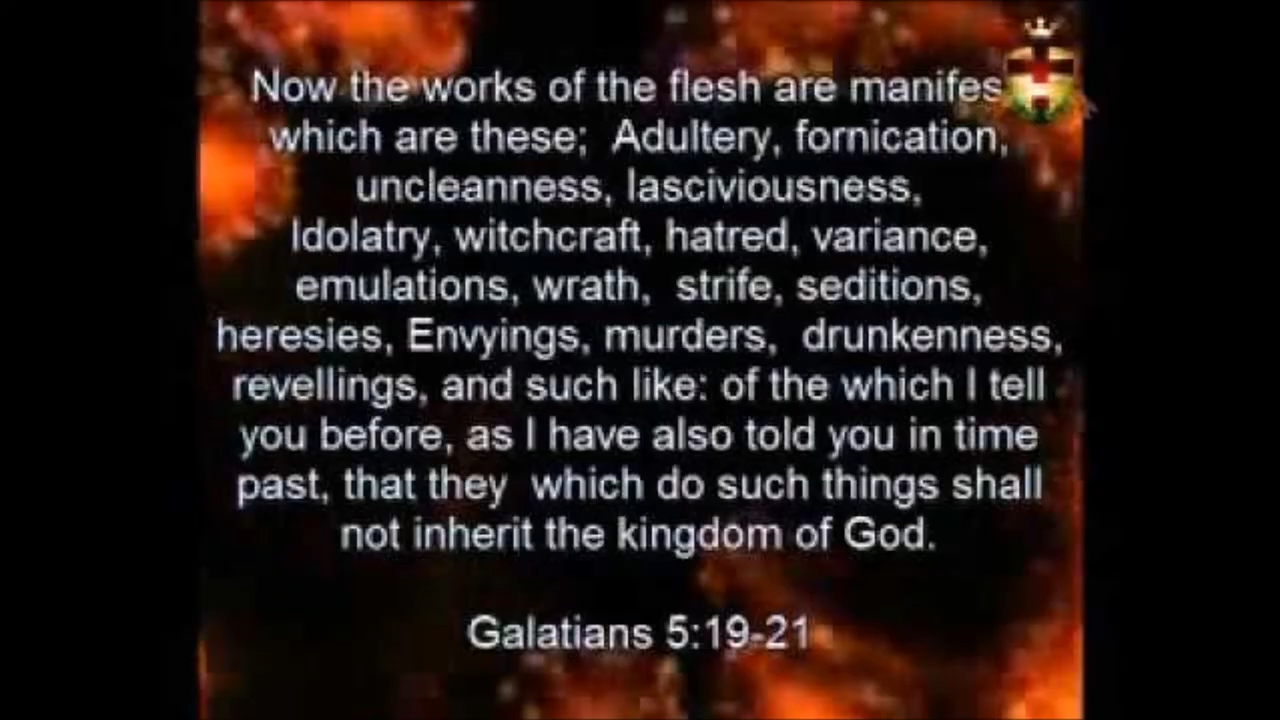 Now the works of the flesh are manifes
which are these; Adultery, fornication,
uncleanness, lasciviousness,
Idolatry, witchcraft, hatred, variance,
emulations, wrath, strife, seditions,
heresies, Envyings, murders, drunkenness,
revellings, and such like: of the which I tell
you before, as I have also told you in time
past, that they which do such things shall
not inherit the kingdom of God.
Galatians 5:19-21